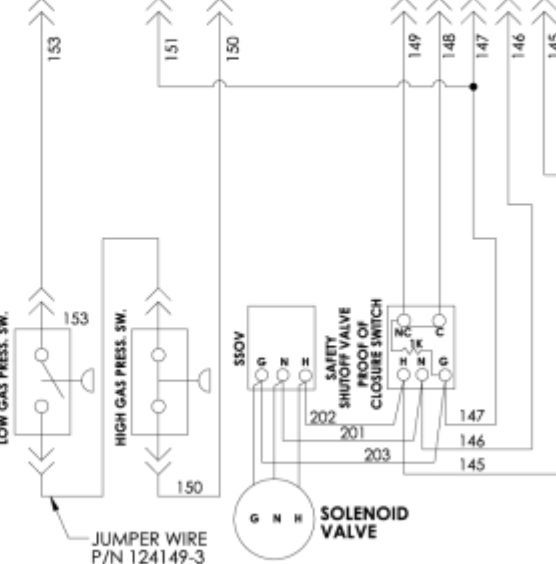 153
151
150
149
148
147
146
145
LOW GAS PRESS. SW.
153
HIGH GAS PRESS. SW.
SSOV
G N H
SAFETY
SHUTOFF VALVE
PROOF OF
CLOSURE SWITCH
NC C
1K
H N G
202
201
203
147
146
145
150
G N H
SOLENOID
VALVE
JUMPER WIRE
P/N 124149-3